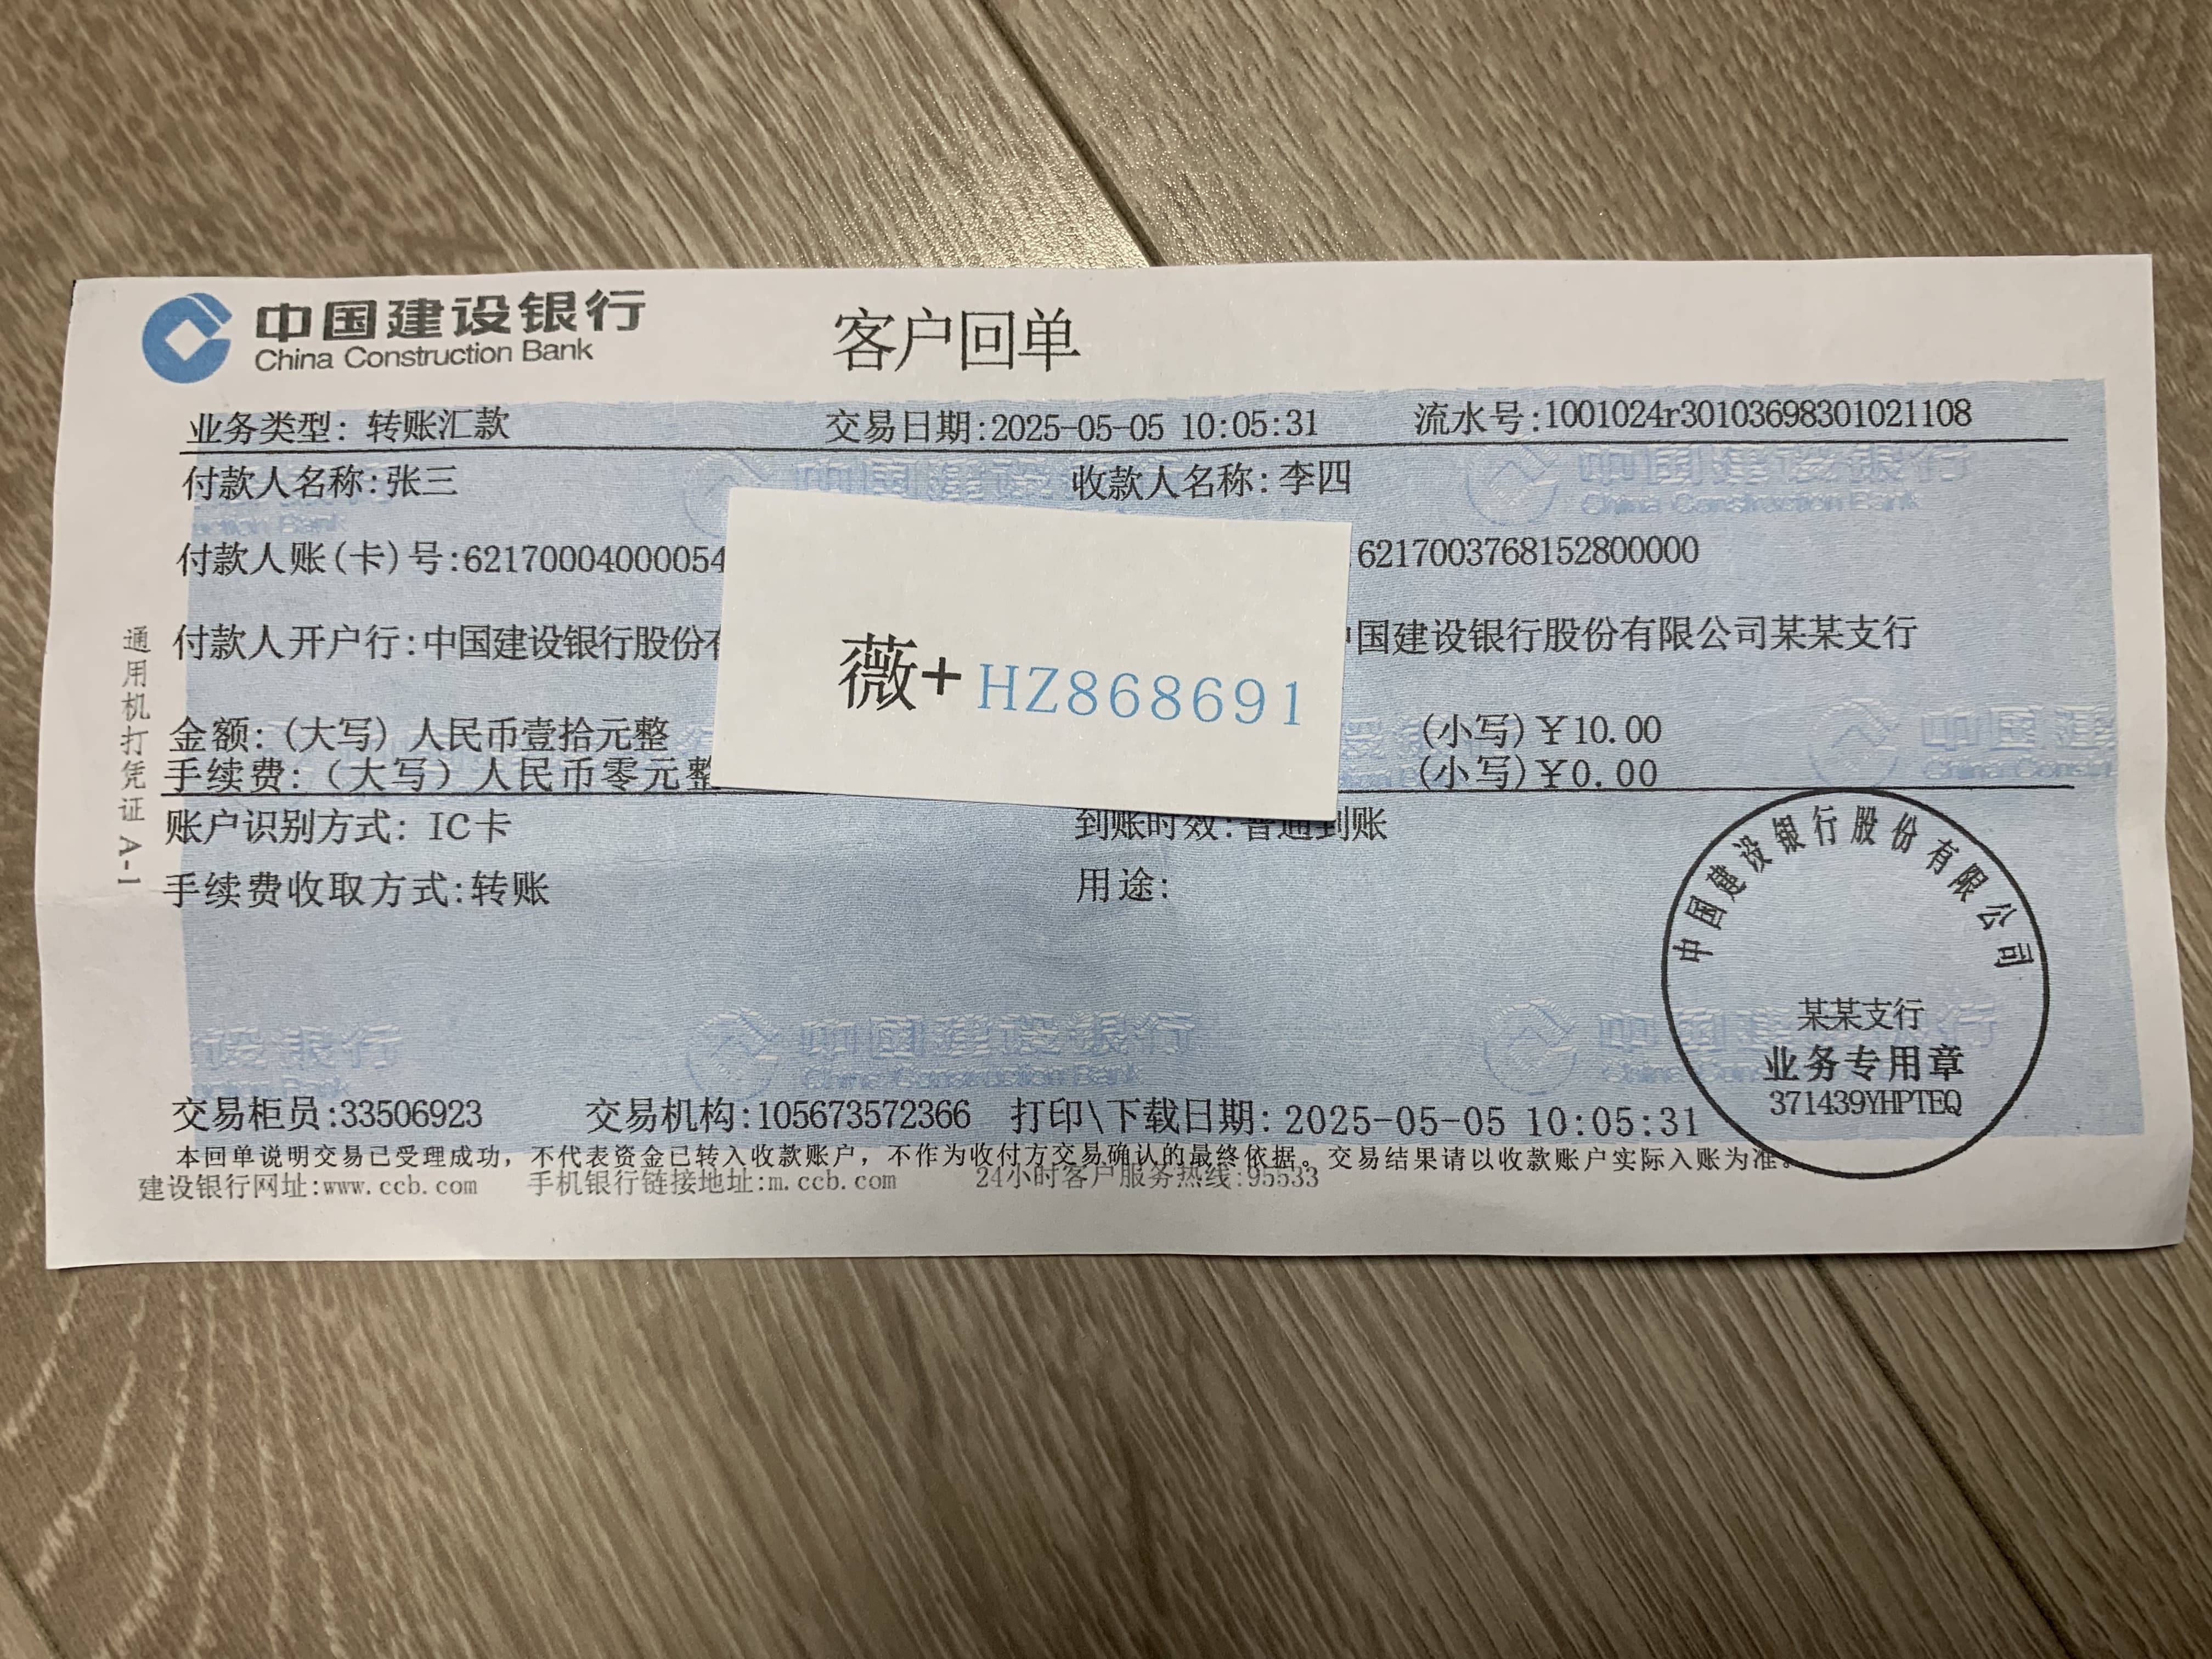 中国建设银行
China Construction Bank
客户回单
业务类型: 转账汇款 交易日期:2025-05-05 10:05:31 流水号:1001024r30103698301021108
付款人名称:张三 收款人名称:李四
付款人账(卡)号:62170004000054 6217003768152800000
付款人开户行:中国建设银行股份 国建设银行股份有限公司某某支行
薇+HZ868691
金额:(大写) 人民币壹拾元整 (小写)¥10.00
手续费:(大写) 人民币零元整 (小写)¥0.00
账户识别方式: IC卡 到账时效:普通到账
手续费收取方式:转账 用途:
通用机打凭证 A-1
中国建设银行股份有限公司
某某支行
业务专用章
371439YHPTEQ
交易柜员:33506923 交易机构:105673572366 打印\下载日期: 2025-05-05 10:05:31
本回单说明交易已受理成功, 不代表资金已转入收款账户, 不作为收付方交易确认的最终依据。交易结果请以收款账户实际入账为准。
建设银行网址:www.ccb.com 手机银行链接地址:m.ccb.com 24小时客户服务热线:95533